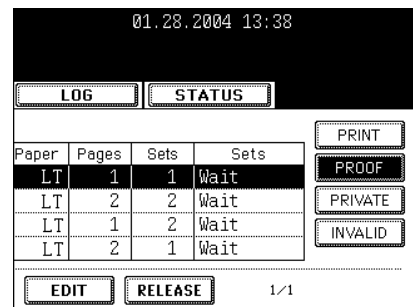 01.28.2004 13:38
LOG STATUS
PRINT
Paper Pages Sets Sets
PROOF
LT 1 1 Wait
LT 2 2 Wait
PRIVATE
LT 1 2 Wait
INVALID
LT 2 1 Wait
EDIT RELEASE 1/1